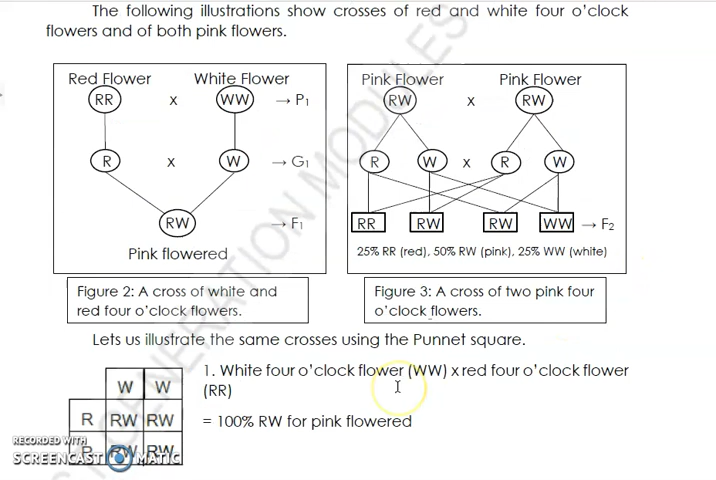 The following illustrations show crosses of red and white four o'clock
flowers and of both pink flowers.
Red Flower White Flower
RR x WW → P1
R x W → G1
RW → F1
Pink flowered
Pink Flower Pink Flower
RW x RW
R W x R W
RR RW RW WW → F2
25% RR (red), 50% RW (pink), 25% WW (white)
Figure 2: A cross of white and
red four o'clock flowers.
Figure 3: A cross of two pink four
o'clock flowers.
Lets us illustrate the same crosses using the Punnet square.
W W
R RW RW
R RW RW
1. White four o'clock flower (WW) x red four o'clock flower
(RR)
= 100% RW for pink flowered
RECORDED WITH
SCREENCAST MATIC
GENERATION MODULES